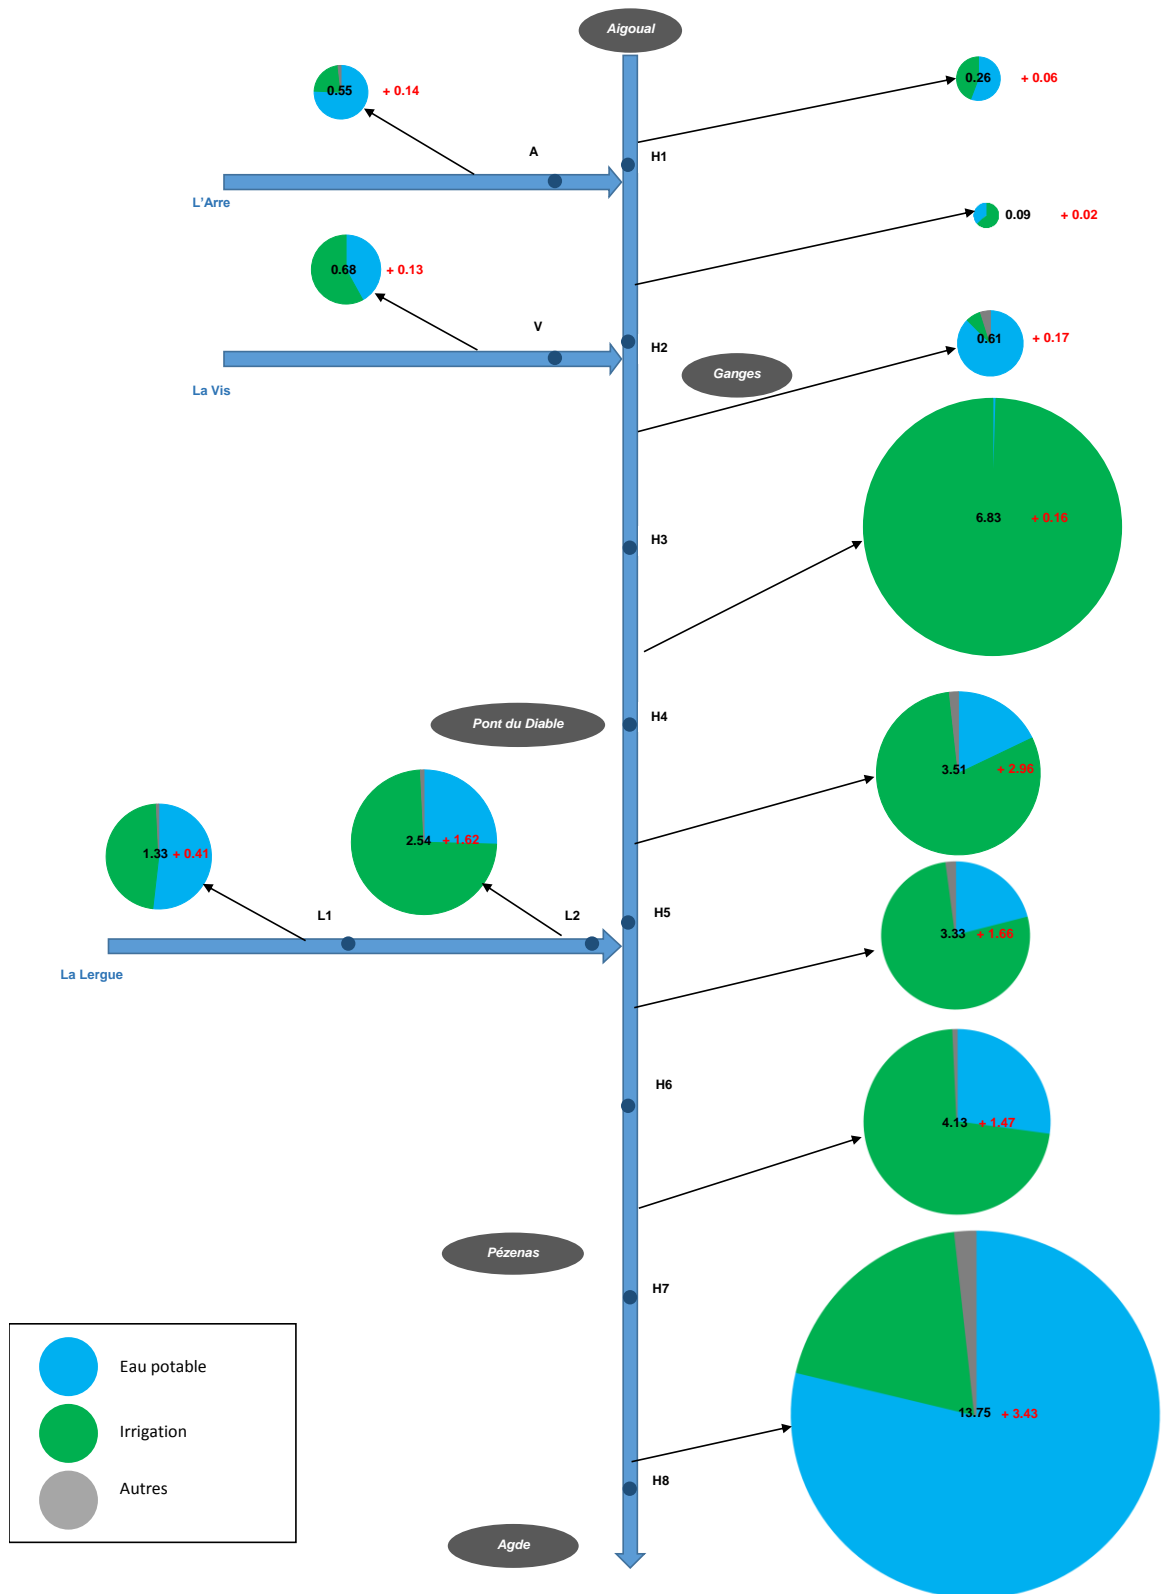 Aigoual
0.55 + 0.14
0.26 + 0.06
A
H1
L'Arre
0.09 + 0.02
0.68 + 0.13
V
H2
La Vis
Ganges
0.61 + 0.17
6.83 + 0.16
H3
Pont du Diable
H4
3.51 + 2.96
1.33 + 0.41
2.54 + 1.62
L1
L2
H5
3.33 + 1.66
La Lergue
H6
4.13 + 1.47
Pézenas
H7
Eau potable
Irrigation
Autres
13.75 + 3.43
H8
Agde